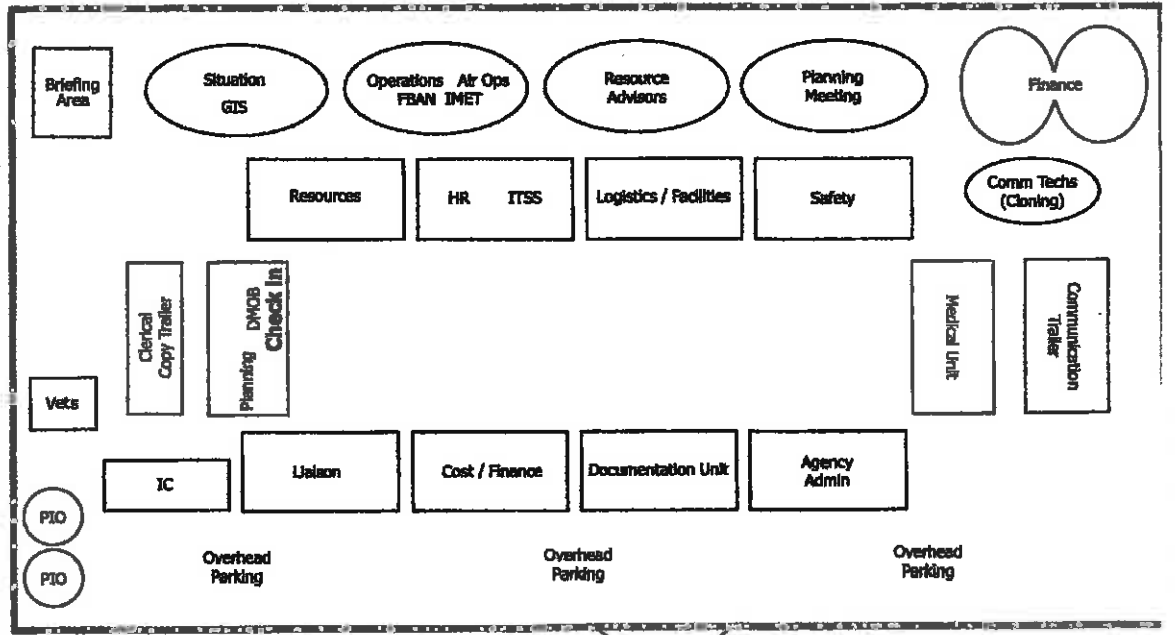 Briefing
Area
Situation
GIS
Operations Air Ops
FBAN IMET
Resource
Advisors
Planning
Meeting
Finance
Resources
HR ITSS
Logistics / Facilities
Safety
Comm Techs
(Cloning)
Clerical
Copy Trailer
Planning DMOB
Check in
Medical Unit
Communication
Trailer
Vets
IC
Liaison
Cost / Finance
Documentation Unit
Agency
Admin
PIO
PIO
Overhead
Parking
Overhead
Parking
Overhead
Parking